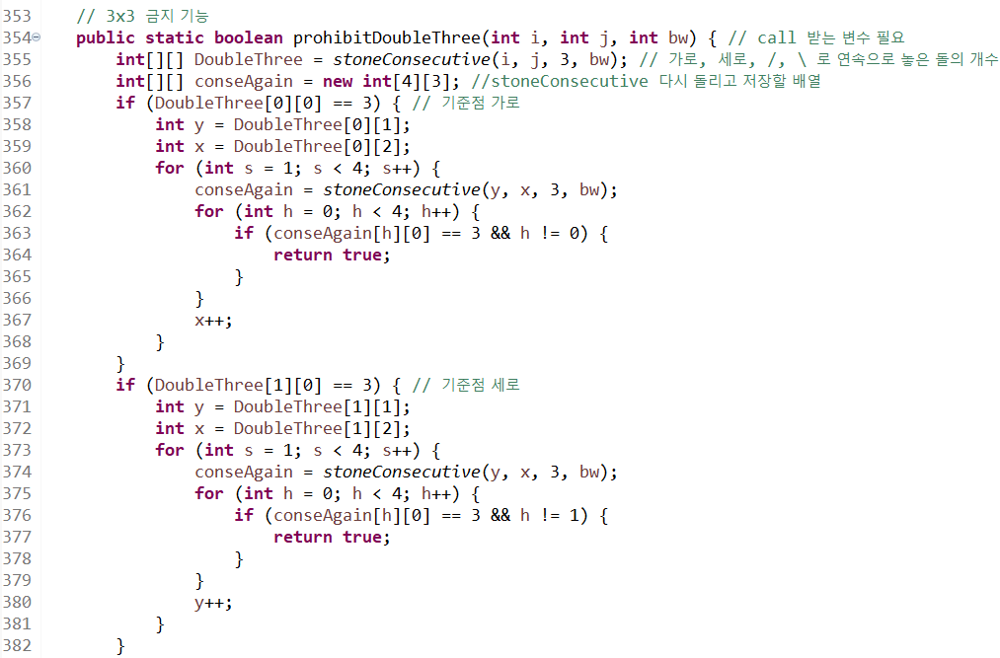 353 // 3x3 금지 기능
354 public static boolean prohibitDoubleThree(int i, int j, int bw) { // call 받는 변수 필요
355 int[][] DoubleThree = stoneConsecutive(i, j, 3, bw); // 가로, 세로, /, \ 로 연속으로 놓은 돌의 개수
356 int[][] conseAgain = new int[4][3]; //stoneConsecutive 다시 돌리고 저장할 배열
357 if (DoubleThree[0][0] == 3) { // 기준점 가로
358 int y = DoubleThree[0][1];
359 int x = DoubleThree[0][2];
360 for (int s = 1; s < 4; s++) {
361 conseAgain = stoneConsecutive(y, x, 3, bw);
362 for (int h = 0; h < 4; h++) {
363 if (conseAgain[h][0] == 3 && h != 0) {
364 return true;
365 }
366 }
367 x++;
368 }
369 }
370 if (DoubleThree[1][0] == 3) { // 기준점 세로
371 int y = DoubleThree[1][1];
372 int x = DoubleThree[1][2];
373 for (int s = 1; s < 4; s++) {
374 conseAgain = stoneConsecutive(y, x, 3, bw);
375 for (int h = 0; h < 4; h++) {
376 if (conseAgain[h][0] == 3 && h != 1) {
377 return true;
378 }
379 }
380 y++;
381 }
382 }